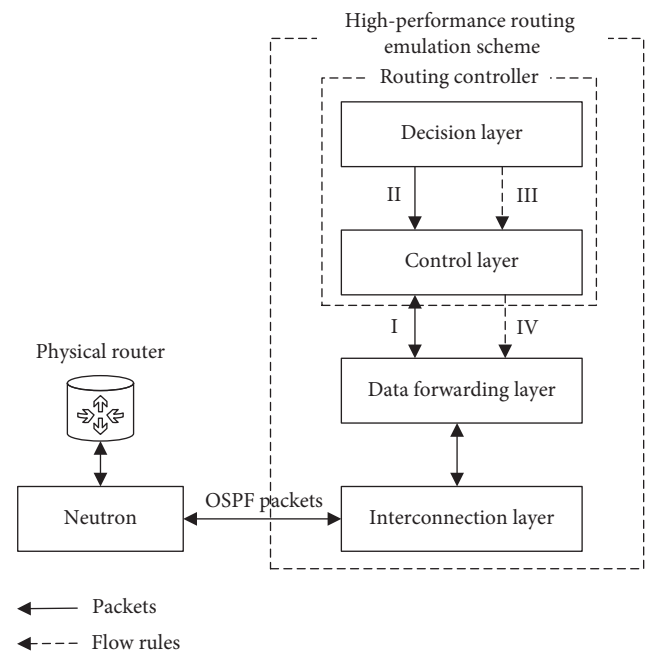 High-performance routing
emulation scheme
Routing controller
Decision layer
II
III
Control layer
I
IV
Physical router
Data forwarding layer
OSPF packets
Neutron
Interconnection layer
Packets
Flow rules